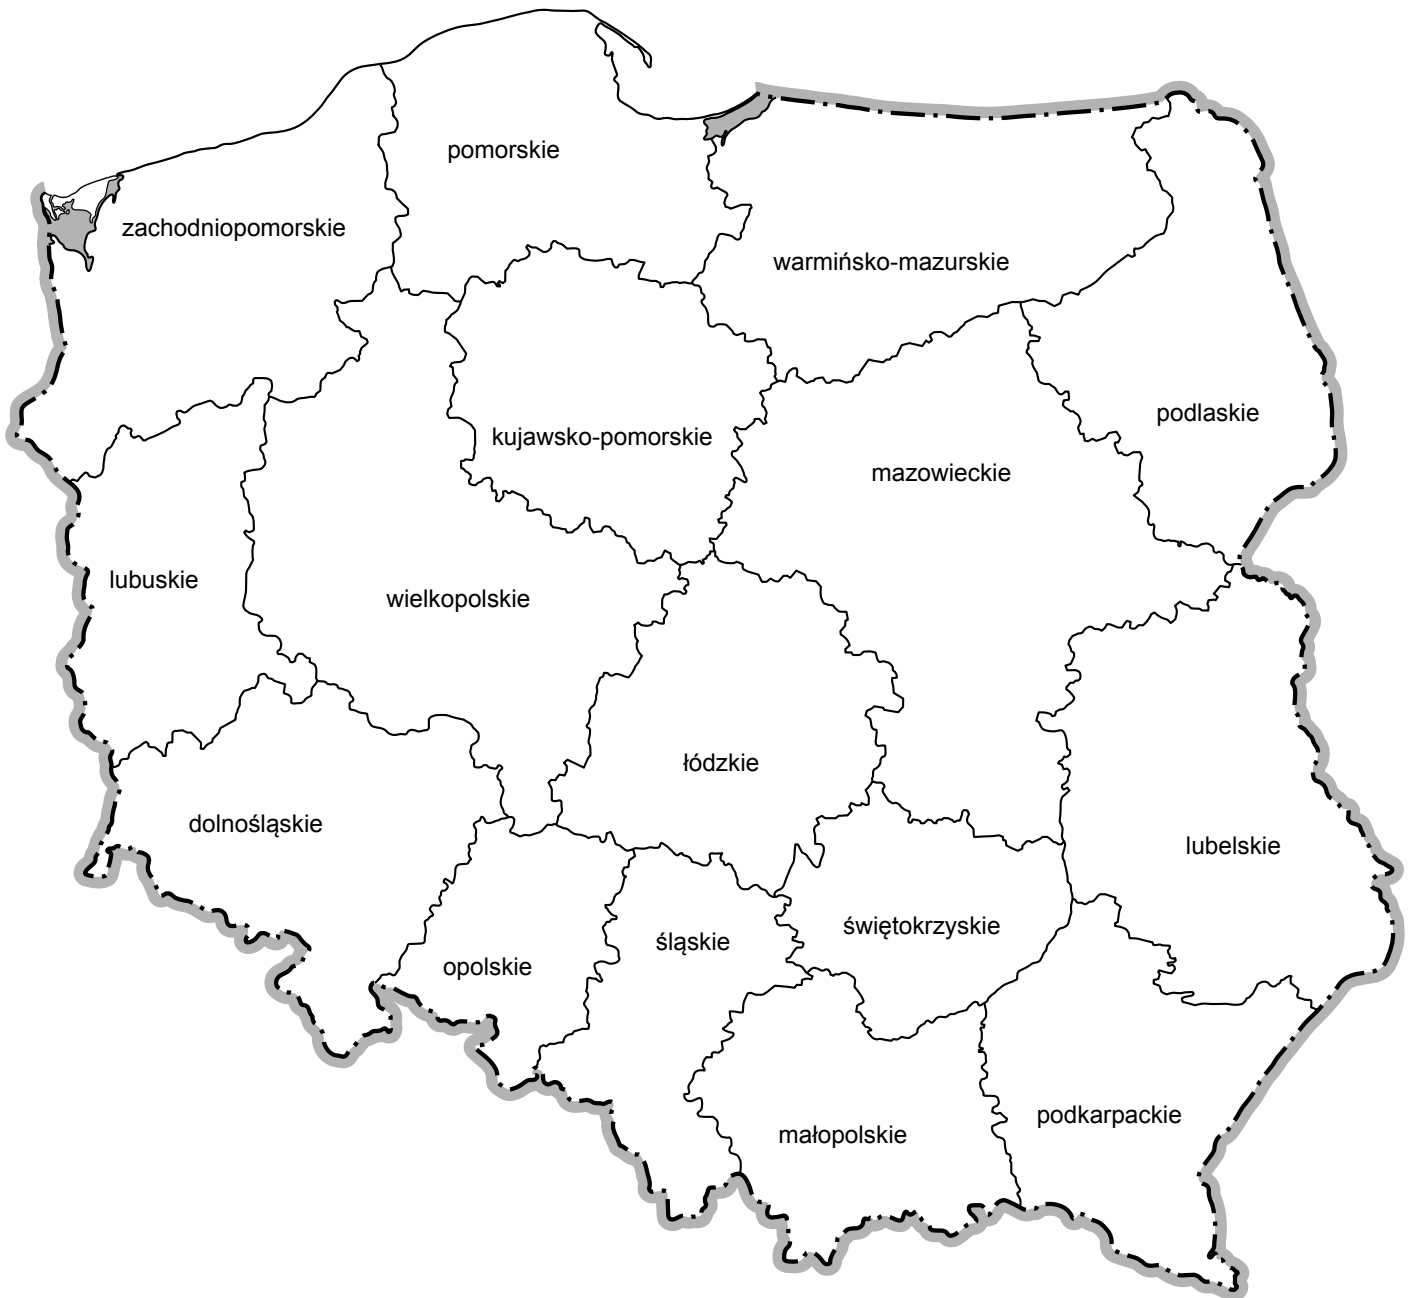 pomorskie
zachodniopomorskie
warmińsko-mazurskie
podlaskie
kujawsko-pomorskie
mazowieckie
lubuskie
wielkopolskie
łódzkie
dolnośląskie
lubelskie
świętokrzyskie
śląskie
opolskie
podkarpackie
małopolskie